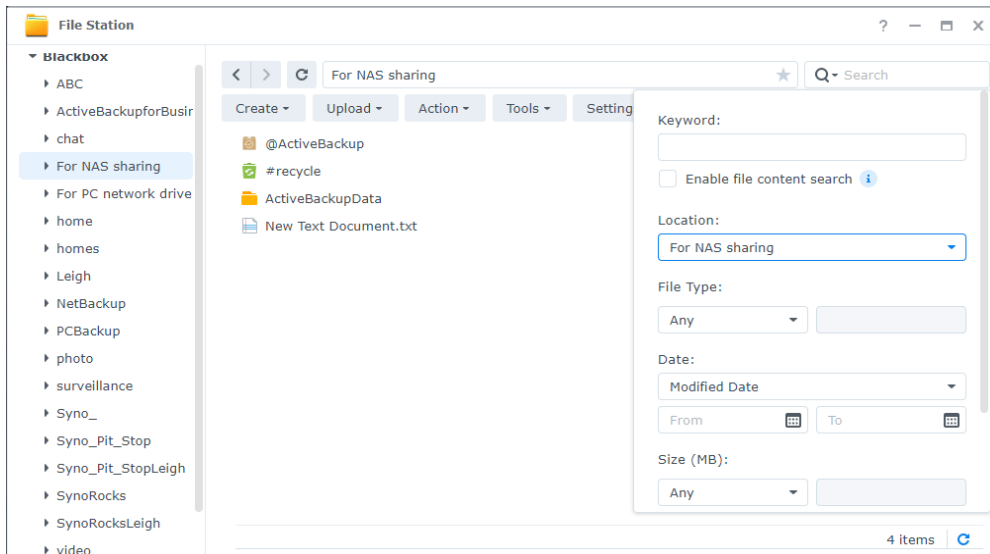 File Station
Blackbox
ABC
ActiveBackupforBusir
chat
For NAS sharing
For PC network drive
home
homes
Leigh
NetBackup
PCBackup
photo
surveillance
Syno_
Syno_Pit_Stop
Syno_Pit_StopLeigh
SynoRocks
SynoRocksLeigh
video
For NAS sharing
Search
Create
Upload
Action
Tools
Setting
@ActiveBackup
#recycle
ActiveBackupData
New Text Document.txt
Keyword:
Enable file content search
Location:
For NAS sharing
File Type:
Any
Date:
Modified Date
From
To
Size (MB):
Any
4 items